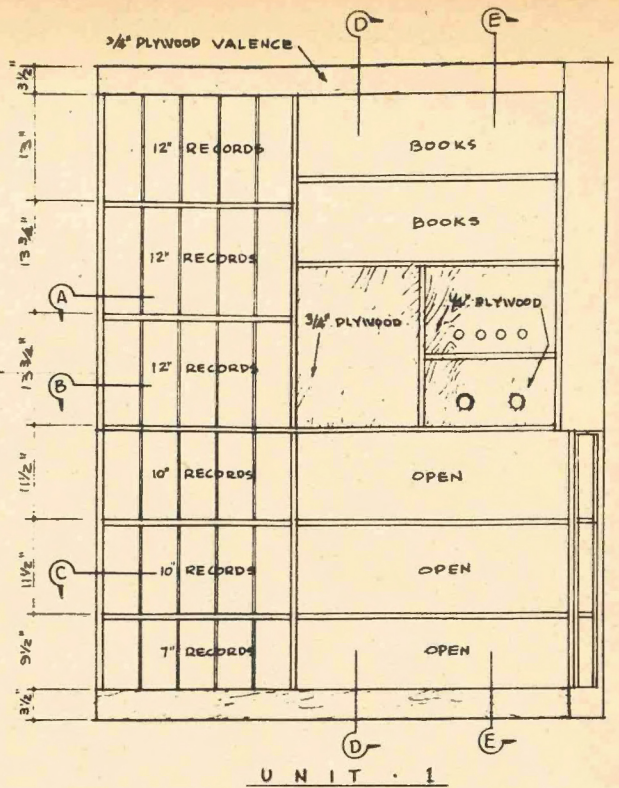 D E
3/4" PLYWOOD VALENCE
3 1/2"
13"
12" RECORDS
BOOKS
BOOKS
13 3/4"
12" RECORDS
A
3/4" PLYWOOD
1/4" PLYWOOD
13 3/4"
12" RECORDS
B
11 1/2"
10" RECORDS
OPEN
11 1/2"
C
10" RECORDS
OPEN
9 1/2"
7" RECORDS
OPEN
3 1/2"
D E
UNIT · 1